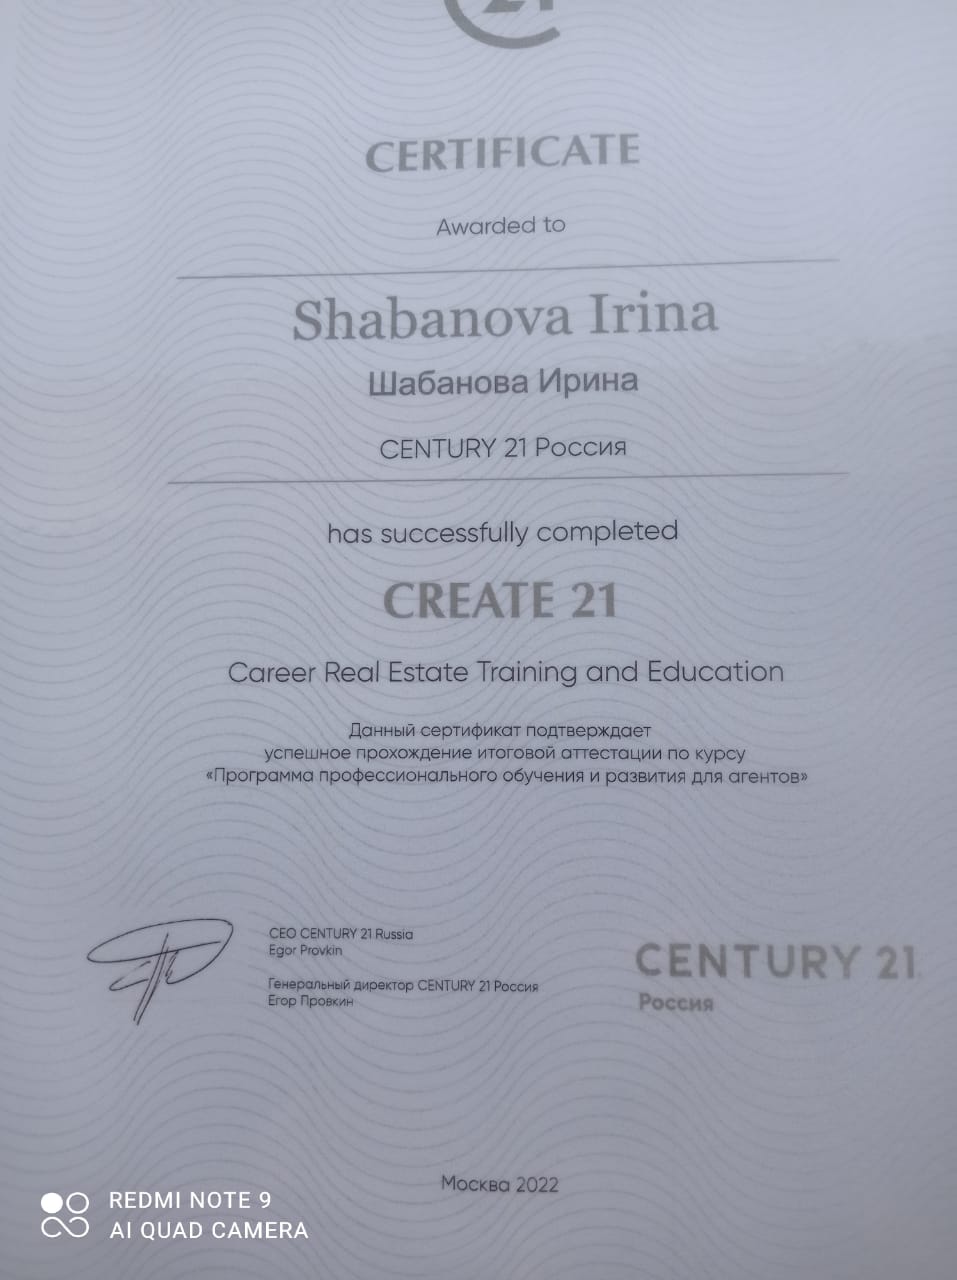 21
CERTIFICATE
Awarded to
Shabanova Irina
Шабанова Ирина
CENTURY 21 Россия
has successfully completed
CREATE 21
Career Real Estate Training and Education
Данный сертификат подтверждает
успешное прохождение итоговой аттестации по курсу
«Программа профессионального обучения и развития для агентов»
CEO CENTURY 21 Russia
Egor Provkin
Генеральный директор CENTURY 21 Россия
Егор Провкин
CENTURY 21.
Россия
Москва 2022
REDMI NOTE 9
AI QUAD CAMERA